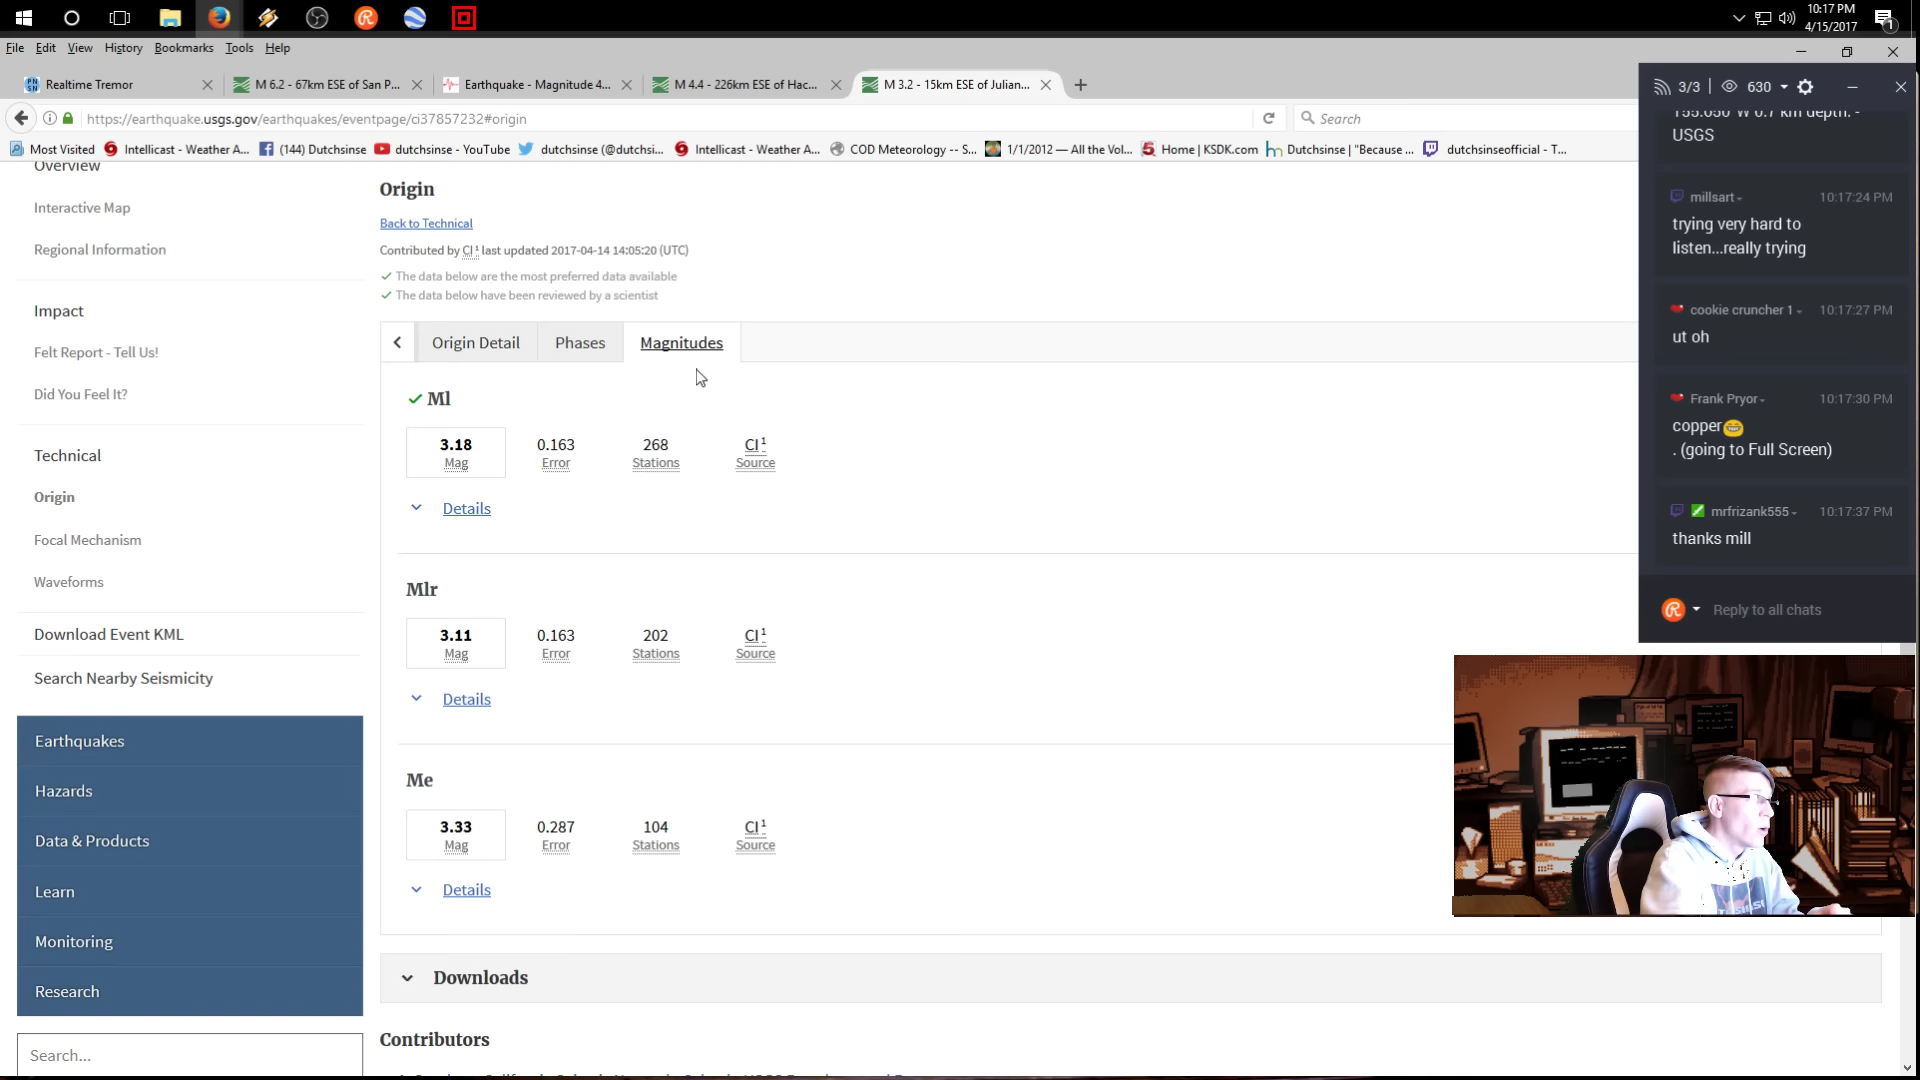 10:17 PM
4/15/2017
1
File Edit View History Bookmarks Tools Help
Realtime Tremor
M 6.2 - 67km ESE of San P...
Earthquake - Magnitude 4...
M 4.4 - 226km ESE of Hac...
M 3.2 - 15km ESE of Julian...
https://earthquake.usgs.gov/earthquakes/eventpage/ci37857232#origin
Search
Most Visited
Intellicast - Weather A...
(144) Dutchsinse
dutchsinse - YouTube
dutchsinse (@dutchsi...
Intellicast - Weather A...
COD Meteorology -- S...
1/1/2012 — All the Vol...
Home | KSDK.com
Dutchsinse | "Because ...
dutchsinseofficial - T...
Overview
Interactive Map
Regional Information
Impact
Felt Report - Tell Us!
Did You Feel It?
Technical
Origin
Focal Mechanism
Waveforms
Download Event KML
Search Nearby Seismicity
Earthquakes
Hazards
Data & Products
Learn
Monitoring
Research
Search...
Origin
Back to Technical
Contributed by CI 1 last updated 2017-04-14 14:05:20 (UTC)
The data below are the most preferred data available
The data below have been reviewed by a scientist
Origin Detail Phases Magnitudes
Ml
3.18 0.163 268 CI 1
Mag Error Stations Source
Details
Mlr
3.11 0.163 202 CI 1
Mag Error Stations Source
Details
Me
3.33 0.287 104 CI 1
Mag Error Stations Source
Details
Downloads
Contributors
3/3 630
155.050 W 0.7 km depth. -
USGS
millsart 10:17:24 PM
trying very hard to
listen...really trying
cookie cruncher 1 10:17:27 PM
ut oh
Frank Pryor 10:17:30 PM
copper😂
. (going to Full Screen)
mrfrizank555 10:17:37 PM
thanks mill
Reply to all chats